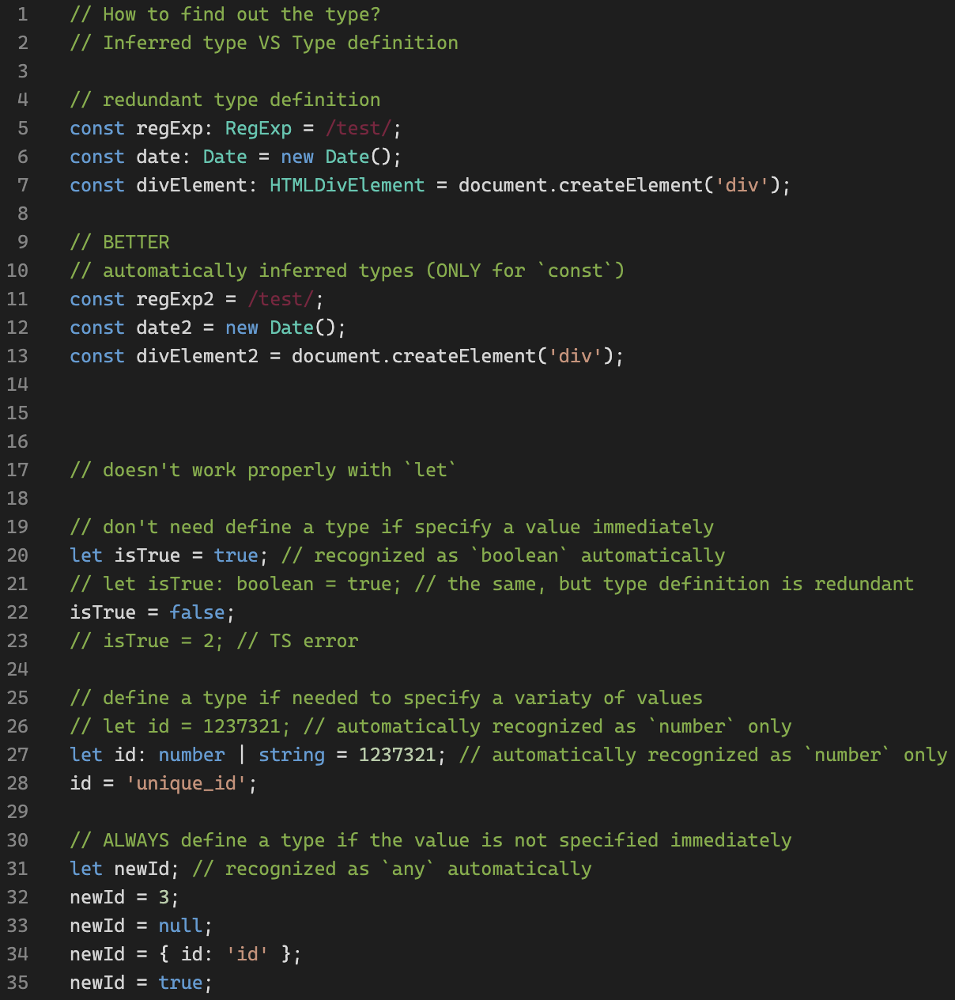 1 // How to find out the type?
2 // Inferred type VS Type definition
3
4 // redundant type definition
5 const regExp: RegExp = /test/;
6 const date: Date = new Date();
7 const divElement: HTMLDivElement = document.createElement('div');
8
9 // BETTER
10 // automatically inferred types (ONLY for `const`)
11 const regExp2 = /test/;
12 const date2 = new Date();
13 const divElement2 = document.createElement('div');
14
15
16
17 // doesn't work properly with `let`
18
19 // don't need define a type if specify a value immediately
20 let isTrue = true; // recognized as `boolean` automatically
21 // let isTrue: boolean = true; // the same, but type definition is redundant
22 isTrue = false;
23 // isTrue = 2; // TS error
24
25 // define a type if needed to specify a variaty of values
26 // let id = 1237321; // automatically recognized as `number` only
27 let id: number | string = 1237321; // automatically recognized as `number` only
28 id = 'unique_id';
29
30 // ALWAYS define a type if the value is not specified immediately
31 let newId; // recognized as `any` automatically
32 newId = 3;
33 newId = null;
34 newId = { id: 'id' };
35 newId = true;